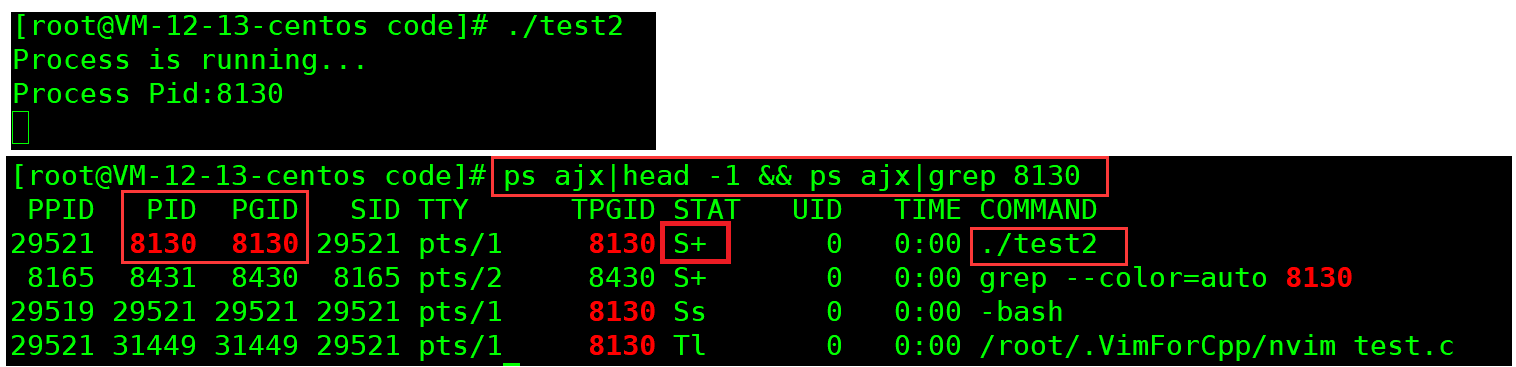 [root@VM-12-13-centos code]# ./test2
Process is running...
Process Pid:8130
[root@VM-12-13-centos code]# ps ajx|head -1 && ps ajx|grep 8130
PPID PID PGID SID TTY TPGID STAT UID TIME COMMAND
29521 8130 8130 29521 pts/1 8130 S+ 0 0:00 ./test2
8165 8431 8430 8165 pts/2 8430 S+ 0 0:00 grep --color=auto 8130
29519 29521 29521 29521 pts/1 8130 Ss 0 0:00 -bash
29521 31449 31449 29521 pts/1 8130 Tl 0 0:00 /root/.VimForCpp/nvim test.c